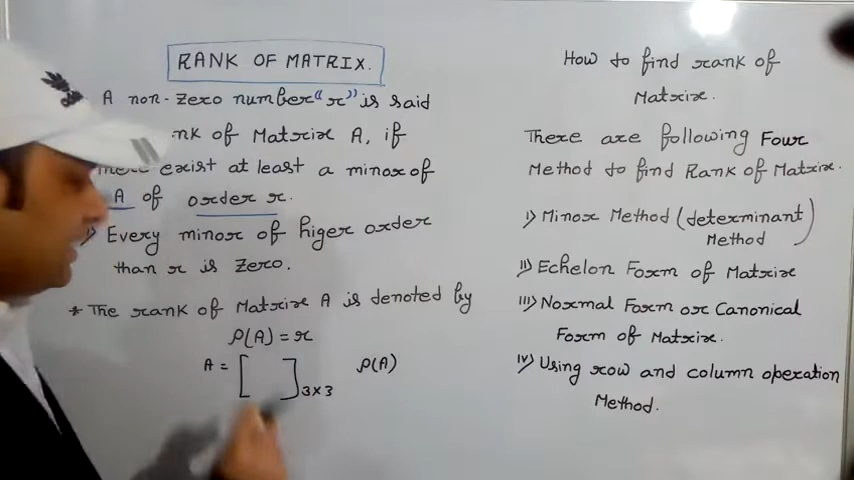 RANK OF MATRIX.
A non-zero number "r" is said
nk of Matrix A, if
there exist at least a minor of
A of order r.
i) Every minor of higer order
than r is zero.
* The rank of Matrix A is denoted by
ρ(A) = r
A = [ ]3×3 ρ(A)
How to find rank of
Matrix.
There are following Four
Method to find Rank of Matrix.
i) Minor Method (determinant
Method)
ii) Echelon Form of Matrix
iii) Normal Form or Canonical
Form of Matrix.
iv) Using row and column operation
Method.